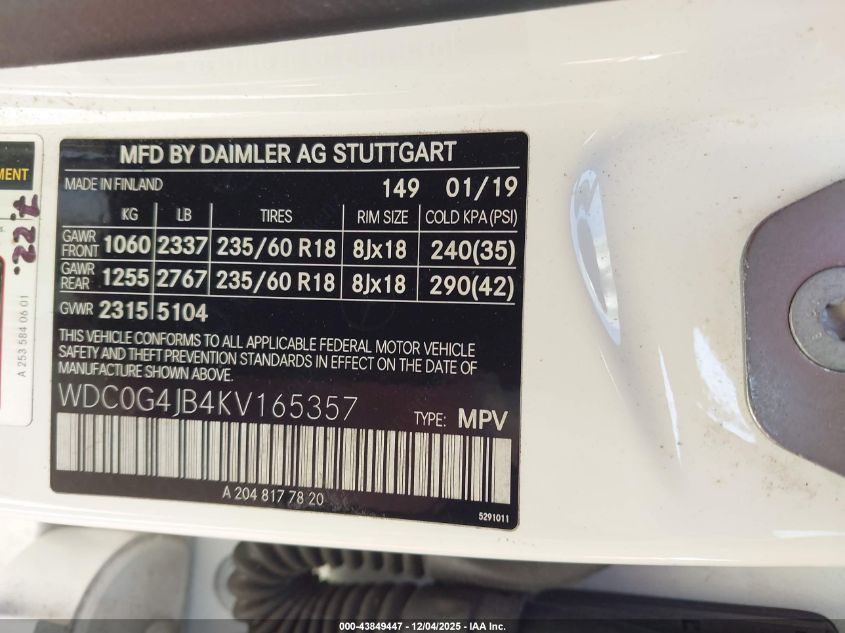 MFD BY DAIMLER AG STUTTGART
MADE IN FINLAND 149 01/19
KG LB TIRES RIM SIZE COLD KPA (PSI)
GAWR FRONT 1060 2337 235/60 R18 8Jx18 240(35)
GAWR REAR 1255 2767 235/60 R18 8Jx18 290(42)
GVWR 2315 5104
THIS VEHICLE CONFORMS TO ALL APPLICABLE FEDERAL MOTOR VEHICLE
SAFETY AND THEFT PREVENTION STANDARDS IN EFFECT ON THE DATE OF
MANUFACTURE SHOWN ABOVE.
WDC0G4JB4KV165357 TYPE: MPV
A 204 817 78 20
5291011
MENT
7.22.
A 253 584 06 01
000-43849447 - 12/04/2025 - IAA Inc.